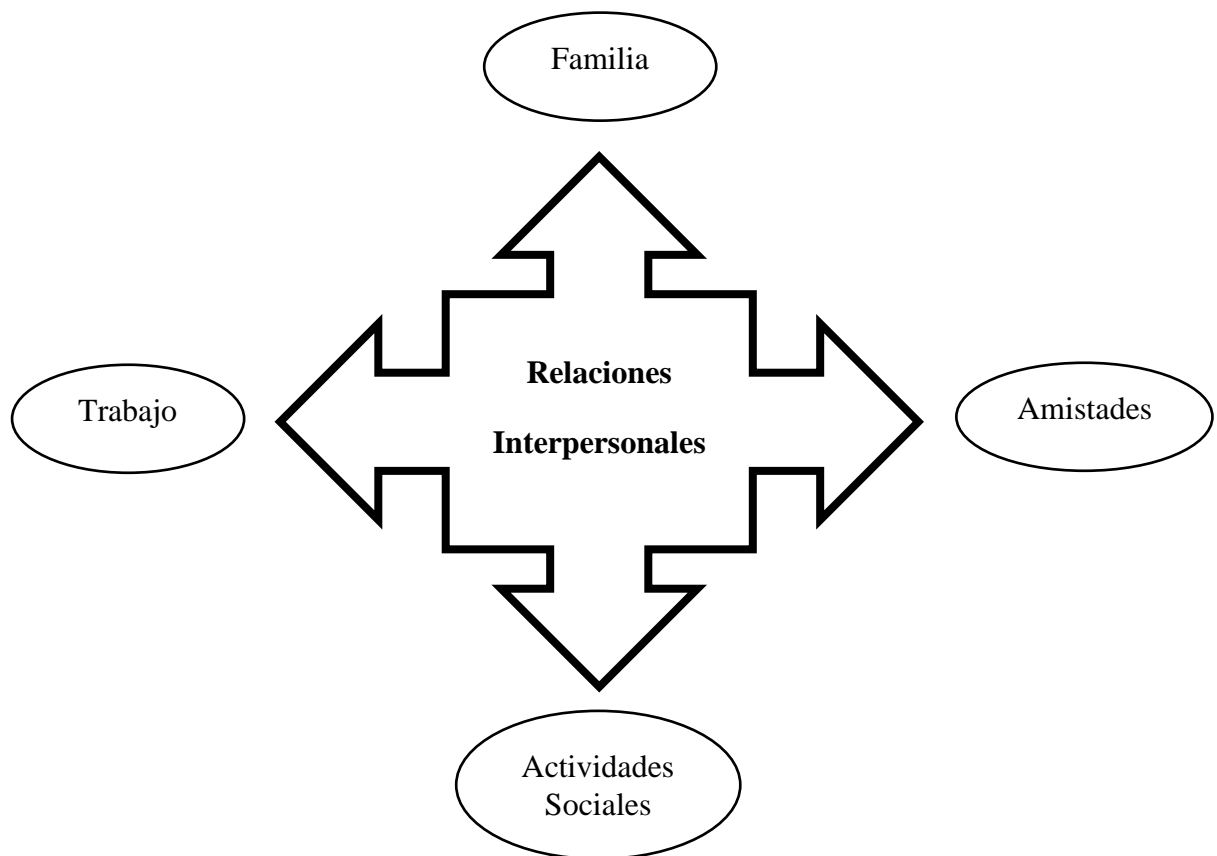 Familia
Relaciones
Interpersonales
Trabajo
Amistades
Actividades
Sociales